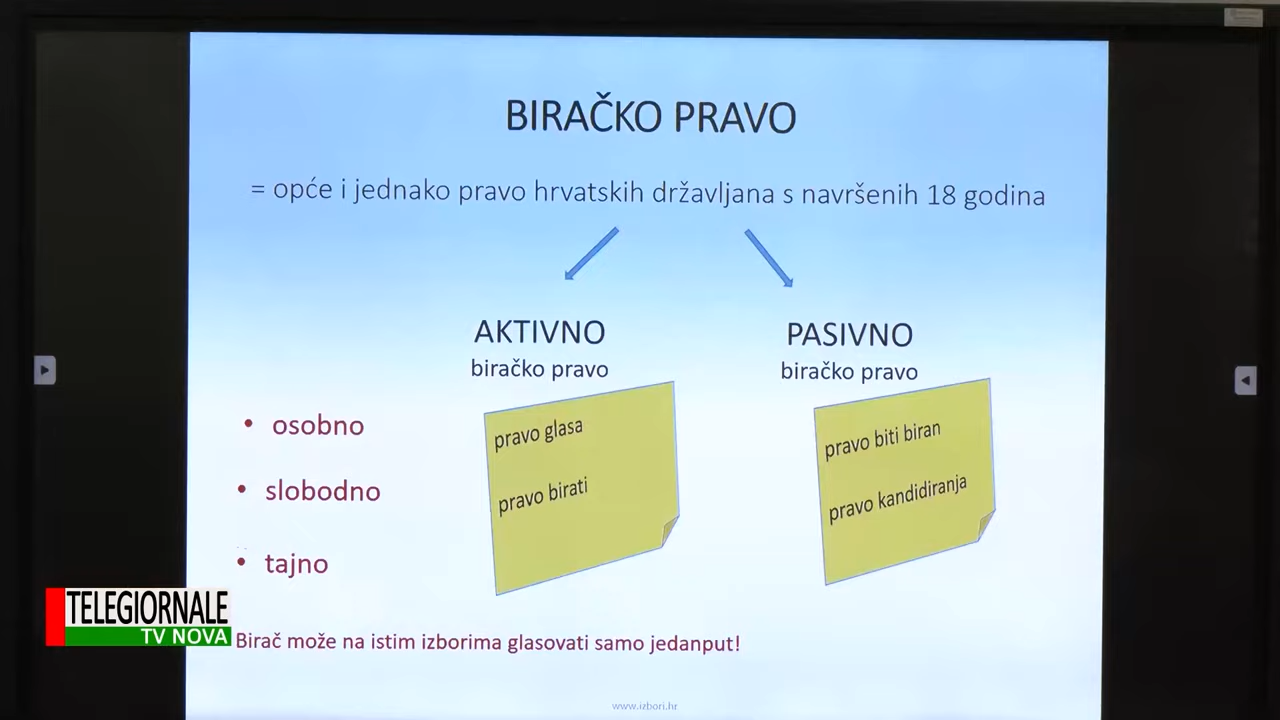 BIRAČKO PRAVO
= opće i jednako pravo hrvatskih državljana s navršenih 18 godina
AKTIVNO
biračko pravo
PASIVNO
biračko pravo
• osobno
• slobodno
• tajno
pravo glasa
pravo birati
pravo biti biran
pravo kandidiranja
TELEGIORNALE
TV NOVA
Birač može na istim izborima glasovati samo jedanput!
www.izbori.hr